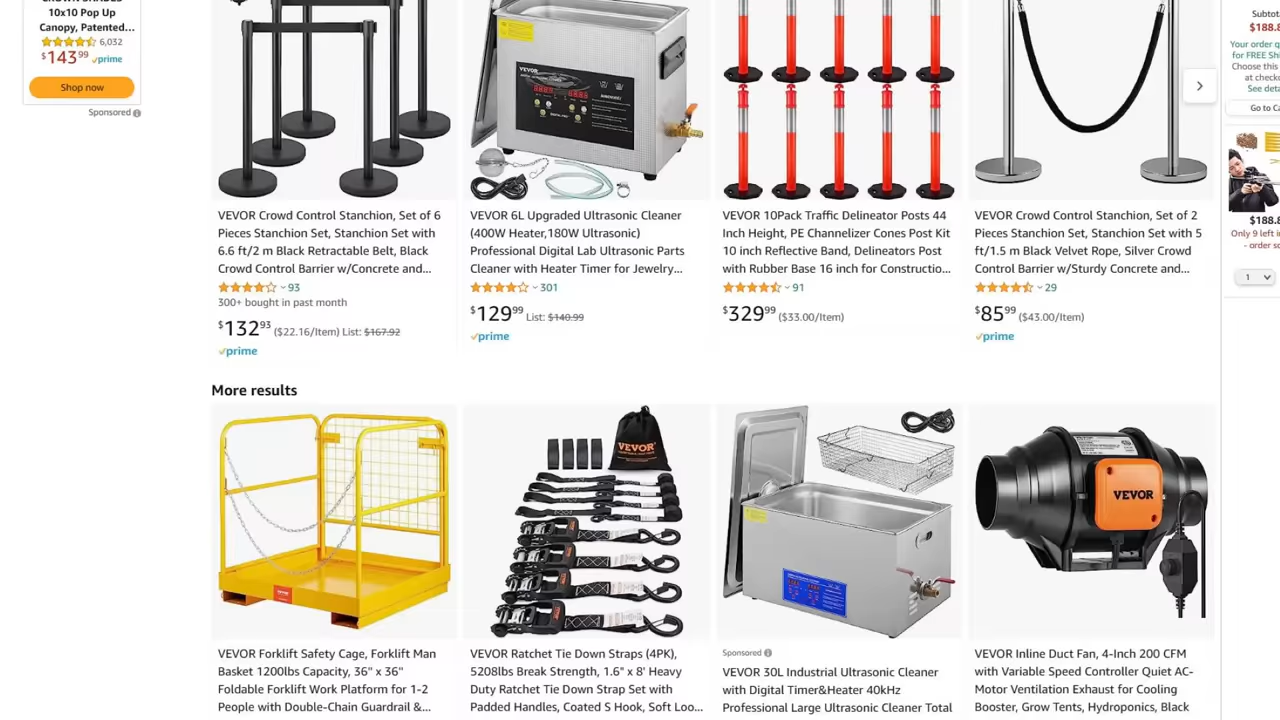 CROWN SHADES
10x10 Pop Up
Canopy, Patented...
6,032
$143 99 prime
Shop now
Sponsored
VEVOR Crowd Control Stanchion, Set of 6
Pieces Stanchion Set, Stanchion Set with
6.6 ft/2 m Black Retractable Belt, Black
Crowd Control Barrier w/Concrete and...
93
300+ bought in past month
$132 93 ($22.16/Item) List: $167.92
prime
VEVOR
VEVOR 6L Upgraded Ultrasonic Cleaner
(400W Heater,180W Ultrasonic)
Professional Digital Lab Ultrasonic Parts
Cleaner with Heater Timer for Jewelry...
301
$129 99 List: $140.99
prime
VEVOR 10Pack Traffic Delineator Posts 44
Inch Height, PE Channelizer Cones Post Kit
10 inch Reflective Band, Delineators Post
with Rubber Base 16 inch for Constructio...
91
$329 99 ($33.00/Item)
VEVOR Crowd Control Stanchion, Set of 2
Pieces Stanchion Set, Stanchion Set with 5
ft/1.5 m Black Velvet Rope, Silver Crowd
Control Barrier w/Sturdy Concrete and...
29
$85 99 ($43.00/Item)
prime
Subtot
$188.8
Your order q
for FREE Shi
Choose this
at check
See deta
Go to Ca
$188.8
Only 9 left i
- order so
1
More results
VEVOR
VEVOR Forklift Safety Cage, Forklift Man
Basket 1200lbs Capacity, 36" x 36"
Foldable Forklift Work Platform for 1-2
People with Double-Chain Guardrail &...
VEVOR
VEVOR Ratchet Tie Down Straps (4PK),
5208lbs Break Strength, 1.6" x 8' Heavy
Duty Ratchet Tie Down Strap Set with
Padded Handles, Coated S Hook, Soft Loo...
Sponsored
VEVOR 30L Industrial Ultrasonic Cleaner
with Digital Timer&Heater 40kHz
Professional Large Ultrasonic Cleaner Total
VEVOR
VEVOR Inline Duct Fan, 4-Inch 200 CFM
with Variable Speed Controller Quiet AC-
Motor Ventilation Exhaust for Cooling
Booster, Grow Tents, Hydroponics, Black